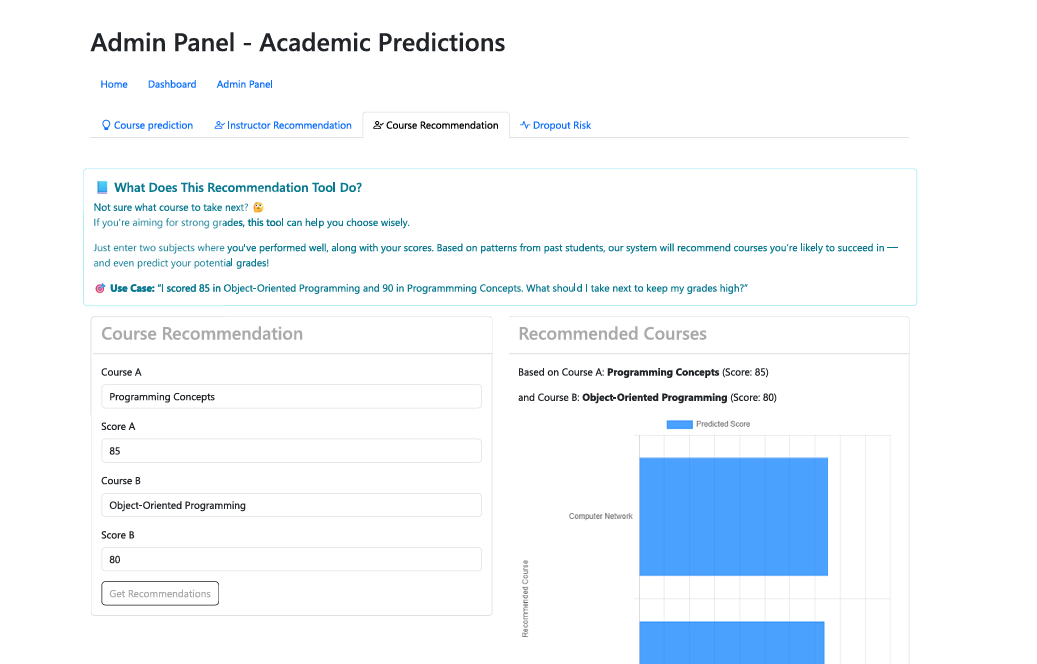 Admin Panel - Academic Predictions
Home Dashboard Admin Panel
Course prediction Instructor Recommendation Course Recommendation Dropout Risk
📘 What Does This Recommendation Tool Do?
Not sure what course to take next? 🤔
If you're aiming for strong grades, this tool can help you choose wisely.
Just enter two subjects where you've performed well, along with your scores. Based on patterns from past students, our system will recommend courses you're likely to succeed in —
and even predict your potential grades!
🎯 Use Case: "I scored 85 in Object-Oriented Programming and 90 in Programmming Concepts. What should I take next to keep my grades high?"
Course Recommendation
Course A
Programming Concepts
Score A
85
Course B
Object-Oriented Programming
Score B
80
Get Recommendations
Recommended Courses
Based on Course A: Programming Concepts (Score: 85)
and Course B: Object-Oriented Programming (Score: 80)
Predicted Score
Computer Network
Recommended Course